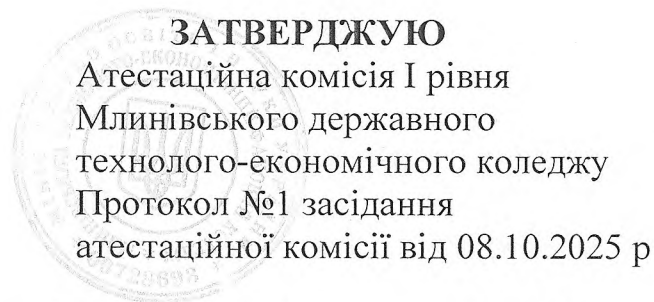 ЗАТВЕРДЖУЮ
Атестаційна комісія І рівня
Млинівського державного
технолого-економічного коледжу
Протокол №1 засідання
атестаційної комісії від 08.10.2025 р